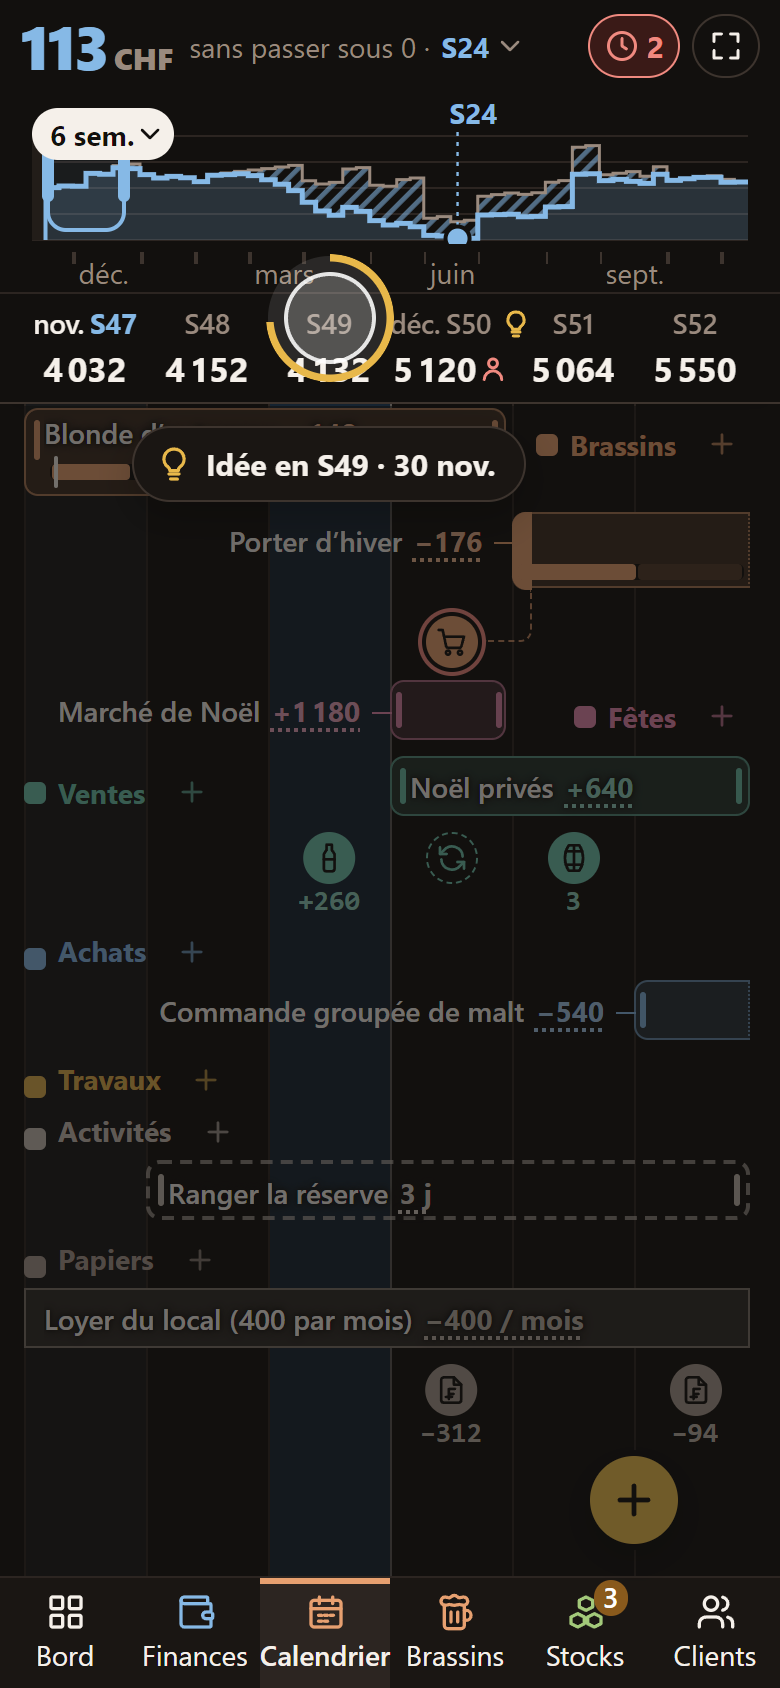 113 CHF sans passer sous 0 · S24
2
S24
6 sem.
déc. mars juin sept.
nov. S47 S48 S49 déc. S50 S51 S52
4 032 4 152 4 132 5 120 5 064 5 550
Blonde
Brassins +
Idée en S49 · 30 nov.
Porter d’hiver −176
Marché de Noël +1 180
Fêtes +
Ventes +
Noël privés +640
+260 3
Achats +
Commande groupée de malt −540
Travaux +
Activités +
Ranger la réserve 3 j
Papiers +
Loyer du local (400 par mois) −400 / mois
−312 −94
+
3
Bord Finances Calendrier Brassins Stocks Clients